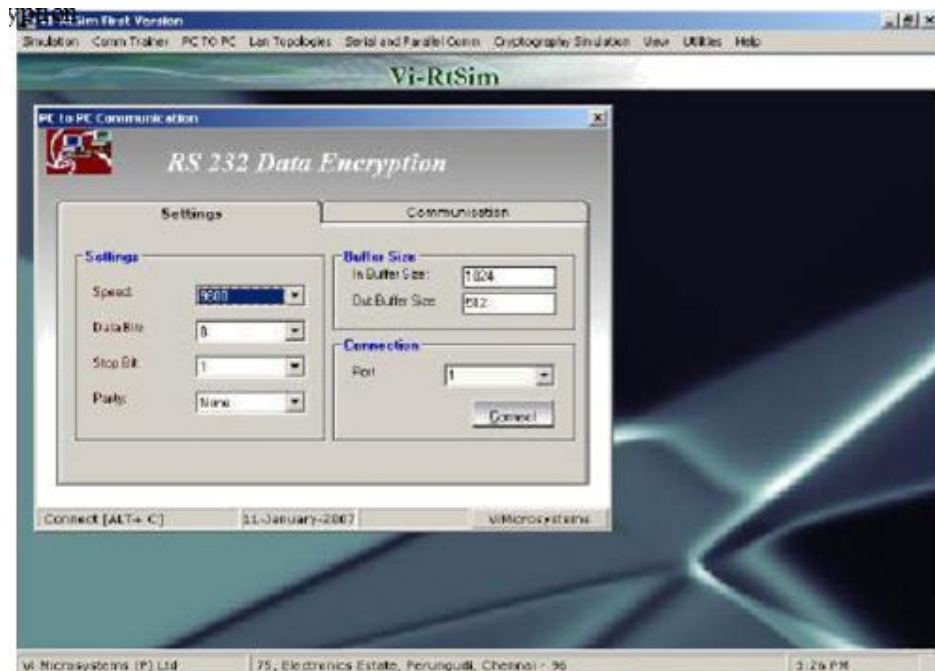 Vi-RtSim First Version
Simulation Comm Trainer PC TO PC Lan Topologies Serial and Parallel Comm Cryptography Simulation View Utilities Help
Vi-RtSim
PC to PC Communication
RS 232 Data Encryption
Settings Communication
Settings
Speed: 9600
Data Bits: 8
Stop Bit: 1
Parity: None
Buffer Size
In Buffer Size: 1024
Out Buffer Size: 512
Connection
Port 1
Connect
Connect [ALT+ C] 11-January-2007 ViMicrosystems
Vi Microsystems (P) Ltd 75, Electronics Estate, Perungudi, Chennai - 96 3:26 PM